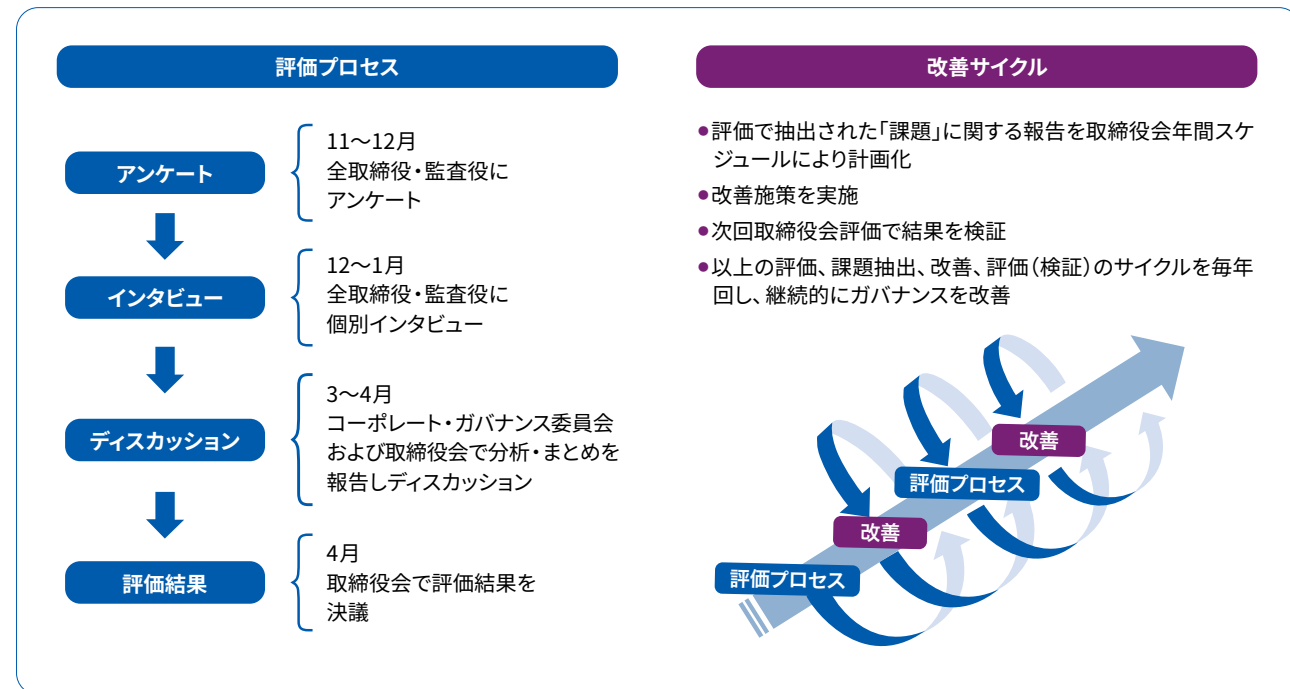 評価プロセス
アンケート
11～12月
全取締役・監査役に
アンケート
インタビュー
12～1月
全取締役・監査役に
個別インタビュー
ディスカッション
3～4月
コーポレート・ガバナンス委員会
および取締役会で分析・まとめを
報告しディスカッション
評価結果
4月
取締役会で評価結果を
決議
改善サイクル
●評価で抽出された「課題」に関する報告を取締役会年間スケ
ジュールにより計画化
●改善施策を実施
●次回取締役会評価で結果を検証
●以上の評価、課題抽出、改善、評価（検証）のサイクルを毎年
回し、継続的にガバナンスを改善
改善
評価プロセス
改善
評価プロセス